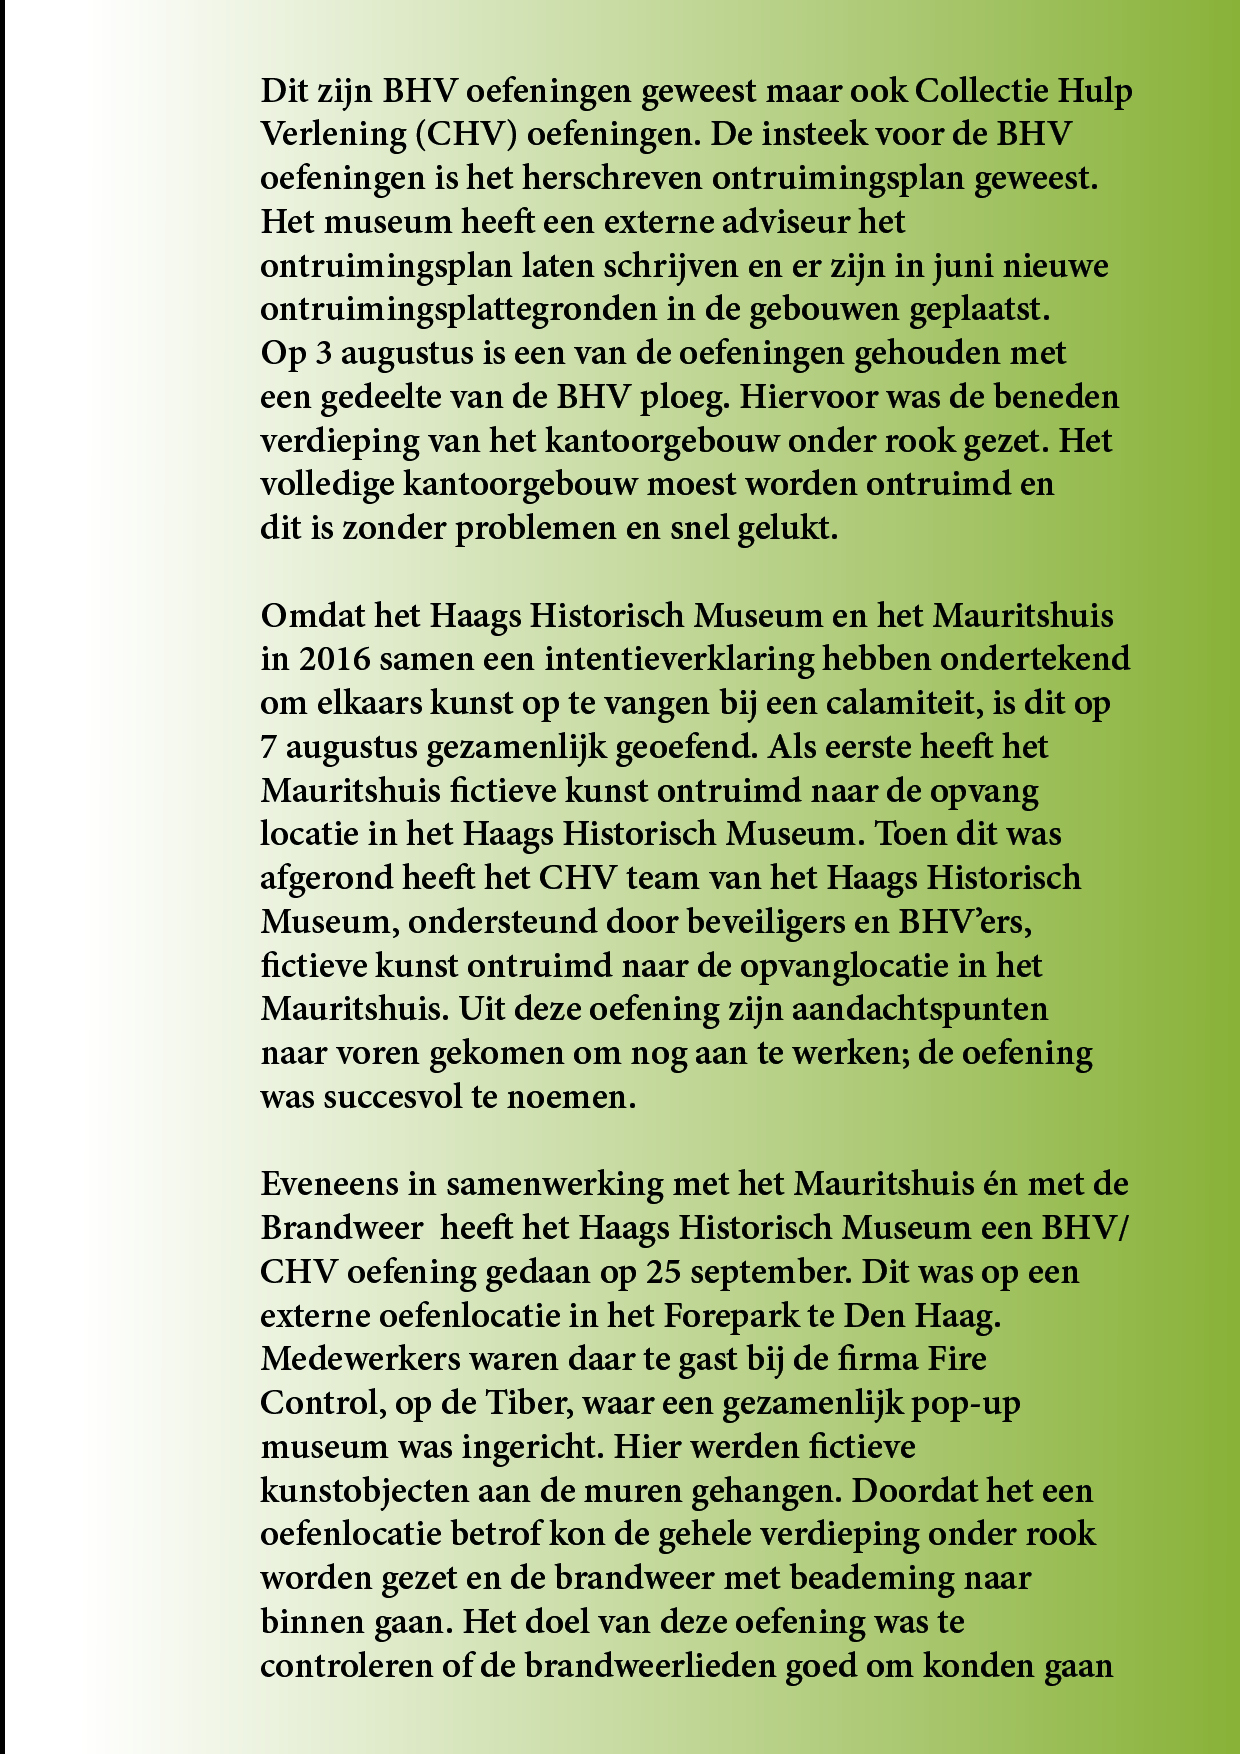 Dit zijn BHV oefeningen geweest maar ook Collectie Hulp
Verlening (CHV) oefeningen. De insteek voor de BHV
oefeningen is het herschreven ontruimingsplan geweest.
Het museum heeft een externe adviseur het
ontruimingsplan laten schrijven en er zijn in juni nieuwe
ontruimingsplattegronden in de gebouwen geplaatst.
Op 3 augustus is een van de oefeningen gehouden met
een gedeelte van de BHV ploeg. Hiervoor was de beneden
verdieping van het kantoorgebouw onder rook gezet. Het
volledige kantoorgebouw moest worden ontruimd en
dit is zonder problemen en snel gelukt.

Omdat het Haags Historisch Museum en het Mauritshuis
in 2016 samen een intentieverklaring hebben ondertekend
om elkaars kunst op te vangen bij een calamiteit, is dit op
7 augustus gezamenlijk geoefend. Als eerste heeft het
Mauritshuis fictieve kunst ontruimd naar de opvang
locatie in het Haags Historisch Museum. Toen dit was
afgerond heeft het CHV team van het Haags Historisch
Museum, ondersteund door beveiligers en BHV’ers,
fictieve kunst ontruimd naar de opvanglocatie in het
Mauritshuis. Uit deze oefening zijn aandachtspunten
naar voren gekomen om nog aan te werken; de oefening
was succesvol te noemen.

Eveneens in samenwerking met het Mauritshuis én met de
Brandweer  heeft het Haags Historisch Museum een BHV/
CHV oefening gedaan op 25 september. Dit was op een
externe oefenlocatie in het Forepark te Den Haag.
Medewerkers waren daar te gast bij de firma Fire
Control, op de Tiber, waar een gezamenlijk pop-up
museum was ingericht. Hier werden fictieve
kunstobjecten aan de muren gehangen. Doordat het een
oefenlocatie betrof kon de gehele verdieping onder rook
worden gezet en de brandweer met beademing naar
binnen gaan. Het doel van deze oefening was te
controleren of de brandweerlieden goed om konden gaan